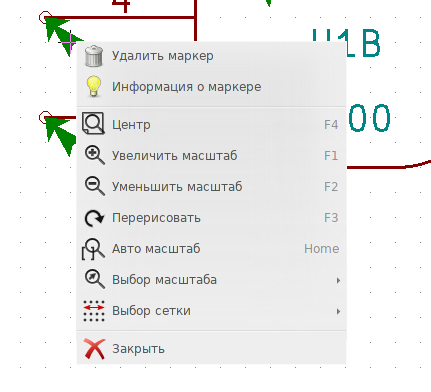 4
U1B
Удалить маркер
Информация о маркере
00
Центр F4
Увеличить масштаб F1
Уменьшить масштаб F2
Перерисовать F3
Авто масштаб Home
Выбор масштаба
Выбор сетки
Закрыть